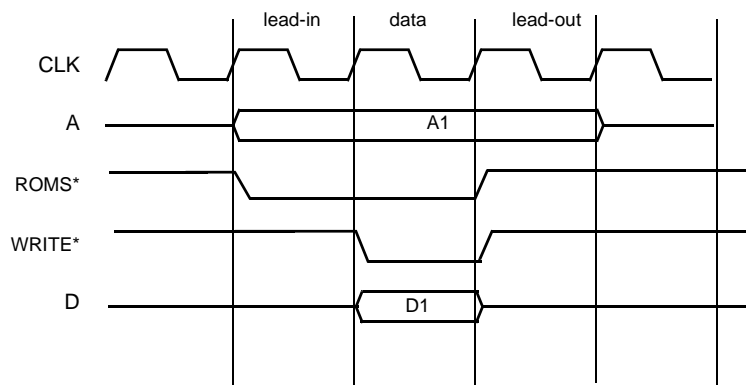 lead-in data lead-out
CLK
A A1
ROMS*
WRITE*
D D1